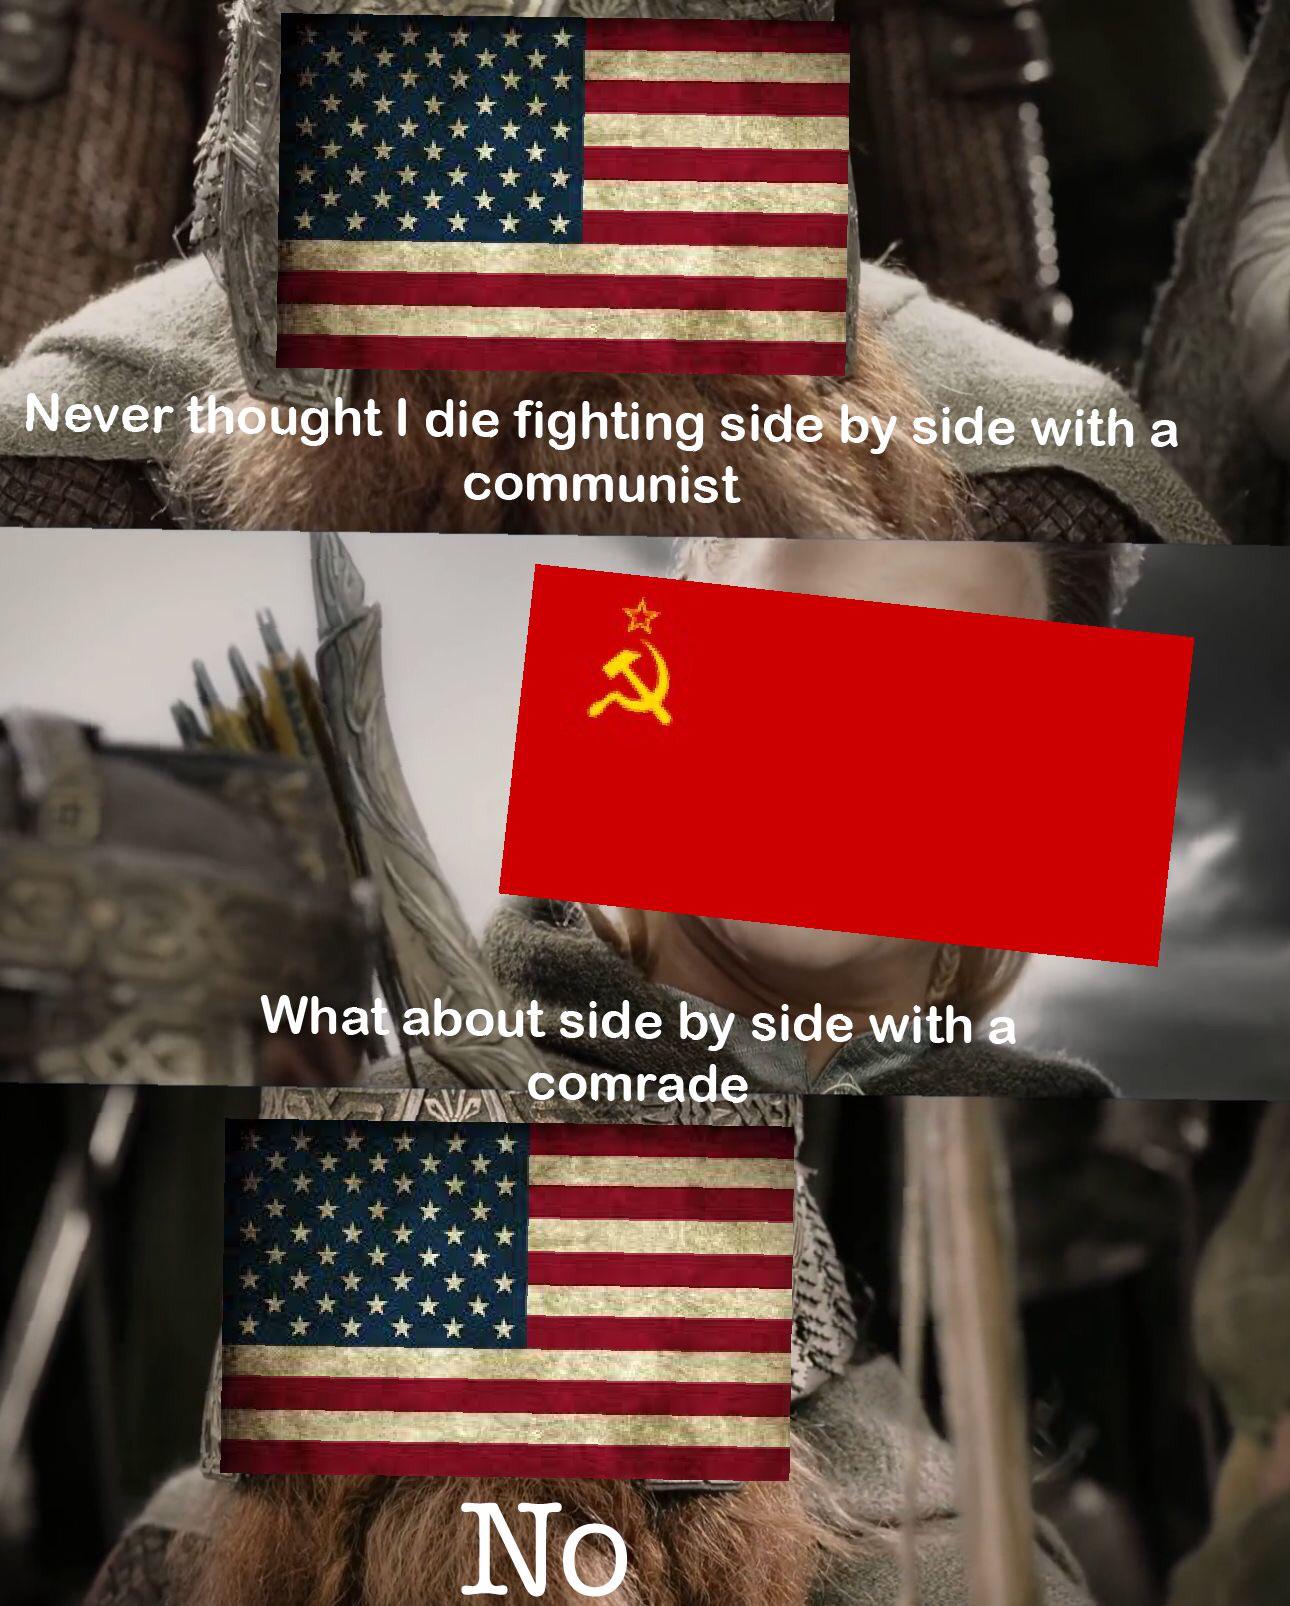 Never thought I die fighting side by side with a
communist
What about side by side with a
comrade
No